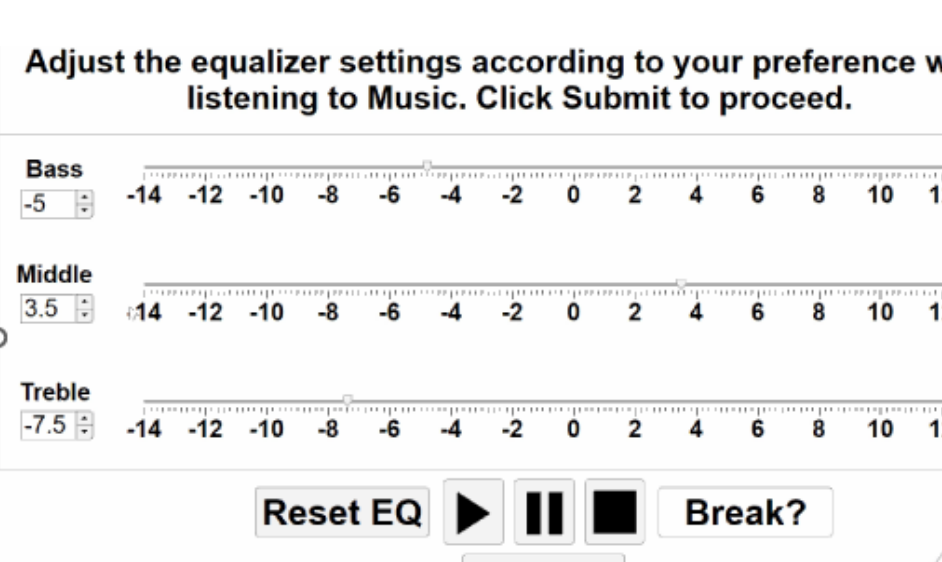 Adjust the equalizer settings according to your preference
listening to Music. Click Submit to proceed.
Bass
-5
-14 -12 -10 -8 -6 -4 -2 0 2 4 6 8 10
Middle
3.5
-14 -12 -10 -8 -6 -4 -2 0 2 4 6 8 10
Treble
-7.5
-14 -12 -10 -8 -6 -4 -2 0 2 4 6 8 10
Reset EQ Break?